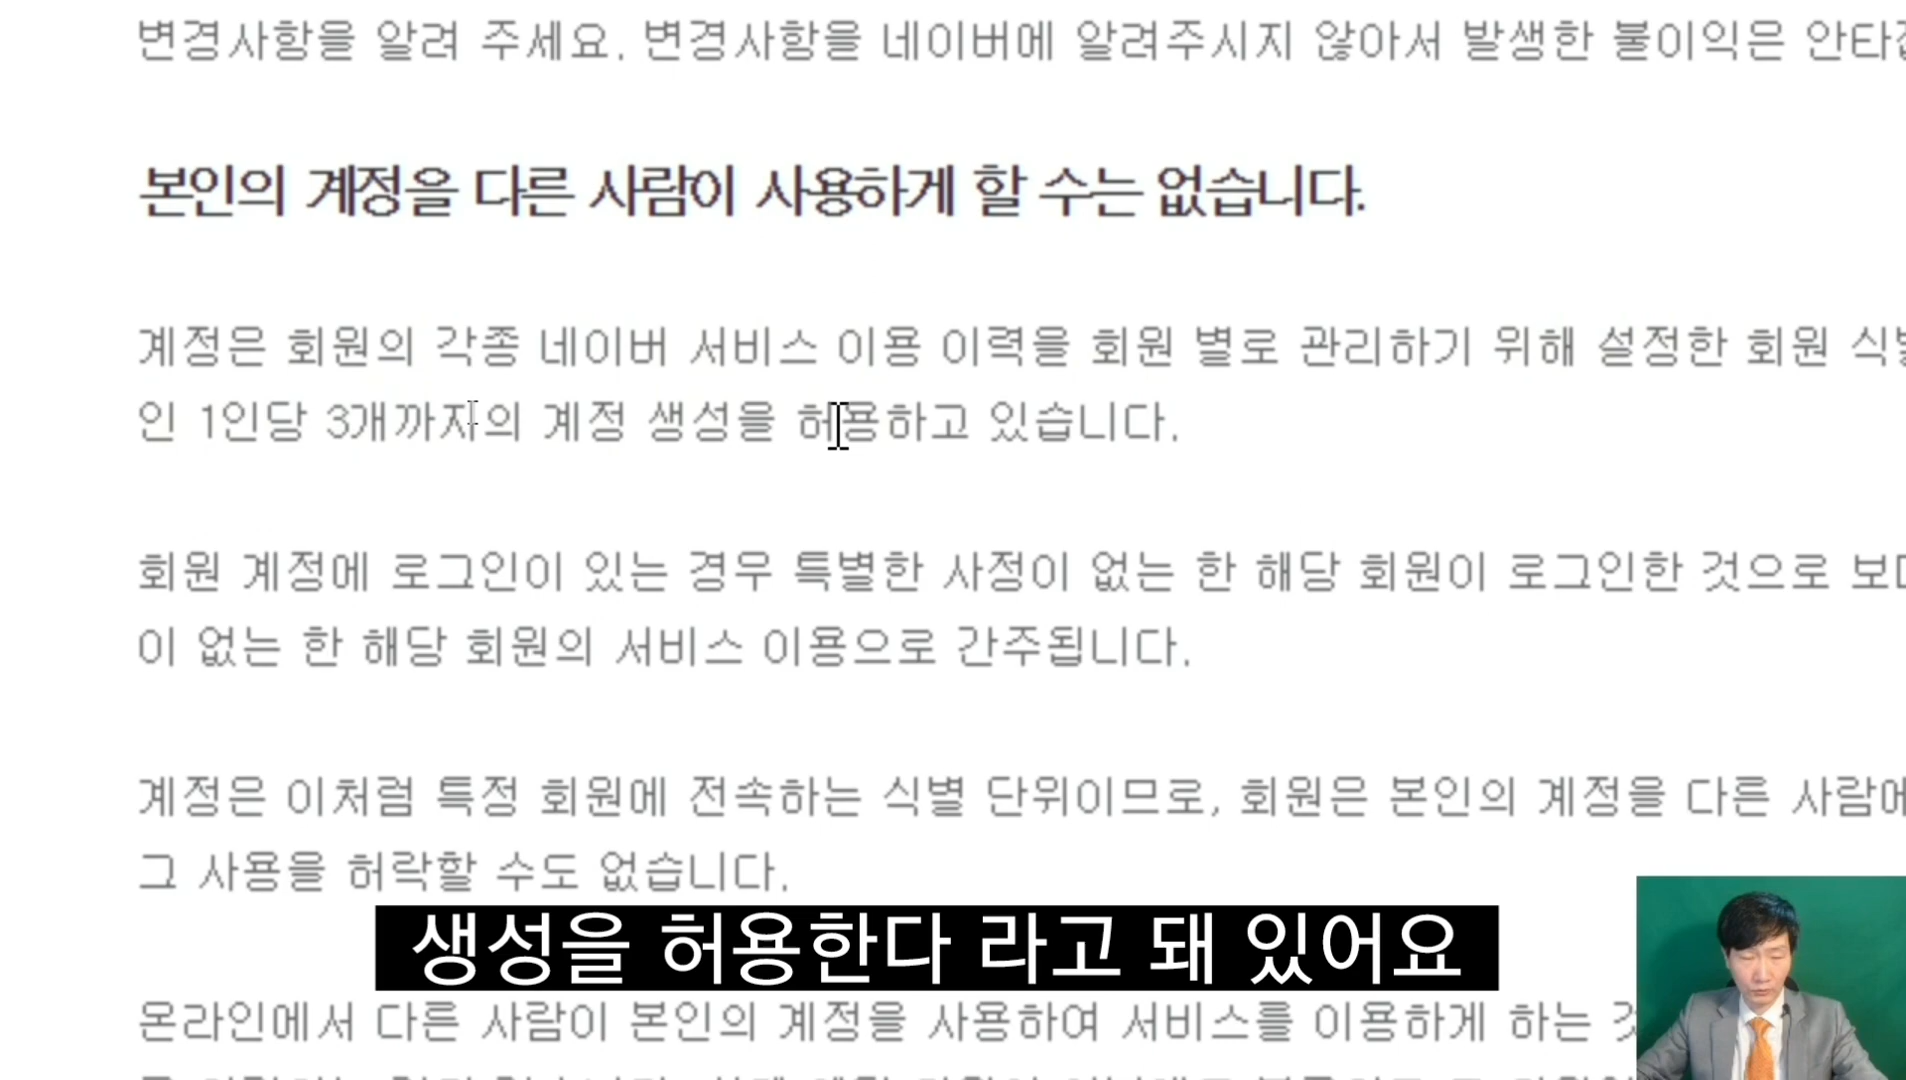 변경사항을 알려 주세요. 변경사항을 네이버에 알려주시지 않아서 발생한 불이익은
본인의 계정을 다른 사람이 사용하게 할 수는 없습니다.
계정은 회원의 각종 네이버 서비스 이용 이력을 회원 별로 관리하기 위해 설정한 회원
인 1인당 3개까지의 계정 생성을 허용하고 있습니다.
회원 계정에 로그인이 있는 경우 특별한 사정이 없는 한 해당 회원이 로그인한 것으로
이 없는 한 해당 회원의 서비스 이용으로 간주됩니다.
계정은 이처럼 특정 회원에 전속하는 식별 단위이므로, 회원은 본인의 계정을 다른
그 사용을 허락할 수도 없습니다.
생성을 허용한다 라고 돼 있어요
온라인에서 다른 사람이 본인의 계정을 사용하여 서비스를 이용하게 하는